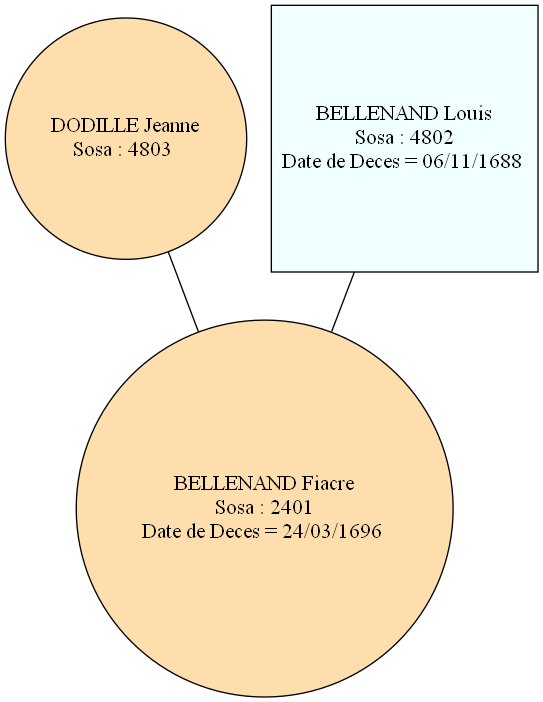 DODILLE Jeanne
Sosa : 4803
BELLENAND Louis
Sosa : 4802
Date de Deces = 06/11/1688
BELLENAND Fiacre
Sosa : 2401
Date de Deces = 24/03/1696